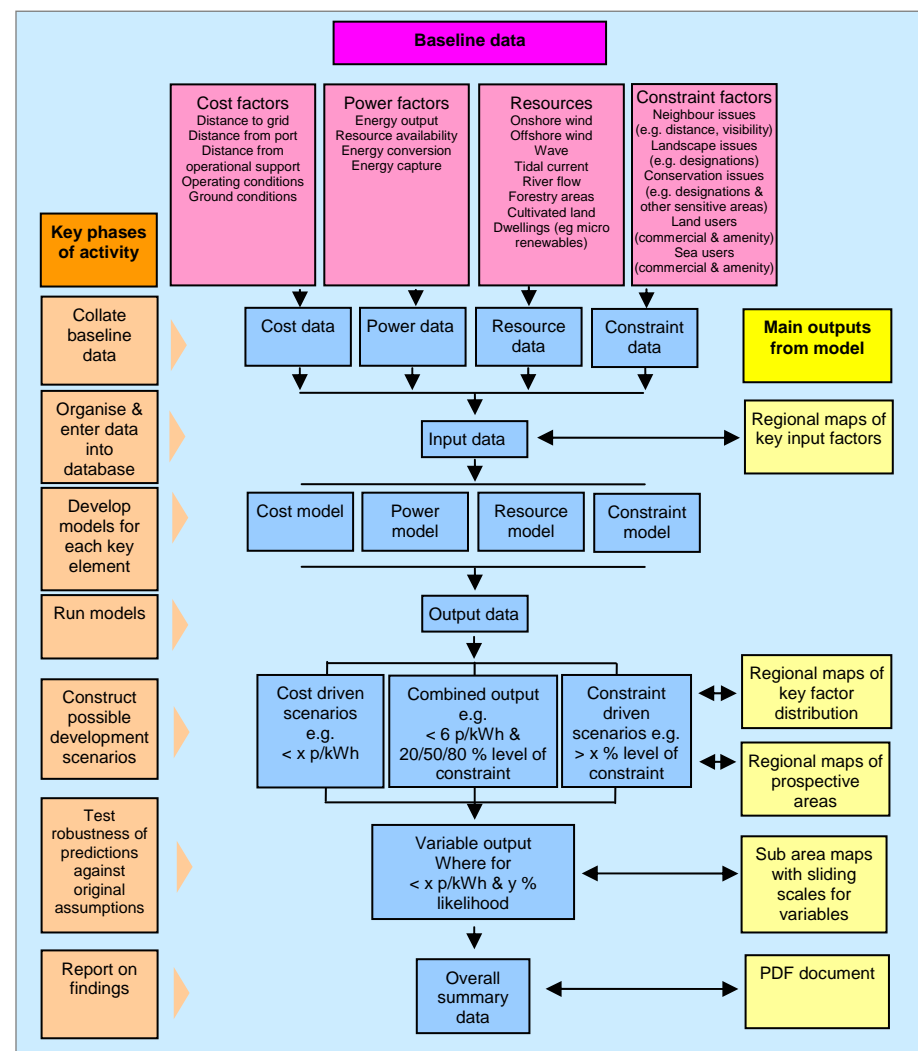 Baseline data
Cost factors
Distance to grid
Distance from port
Distance from
operational support
Operating conditions
Ground conditions
Power factors
Energy output
Resource availability
Energy conversion
Energy capture
Resources
Onshore wind
Offshore wind
Wave
Tidal current
River flow
Forestry areas
Cultivated land
Dwellings (eg micro
renewables)
Constraint factors
Neighbour issues
(e.g. distance, visibility)
Landscape issues
(e.g. designations)
Conservation issues
(e.g. designations &
other sensitive areas)
Land users
(commercial & amenity)
Sea users
(commercial & amenity)
Key phases
of activity
Collate
baseline
data
Cost data
Power data
Resource
data
Constraint
data
Main outputs
from model
Organise &
enter data
into
database
Input data
Regional maps of
key input factors
Develop
models for
each key
element
Cost model
Power
model
Resource
model
Constraint
model
Run models
Output data
Construct
possible
development
scenarios
Cost driven
scenarios
e.g.
< x p/kWh
Combined output
e.g.
< 6 p/kWh &
20/50/80 % level of
constraint
Constraint
driven
scenarios e.g.
> x % level of
constraint
Regional maps of
key factor
distribution
Regional maps of
prospective
areas
Test
robustness of
predictions
against
original
assumptions
Variable output
Where for
< x p/kWh & y %
likelihood
Sub area maps
with sliding
scales for
variables
Report on
findings
Overall
summary
data
PDF document